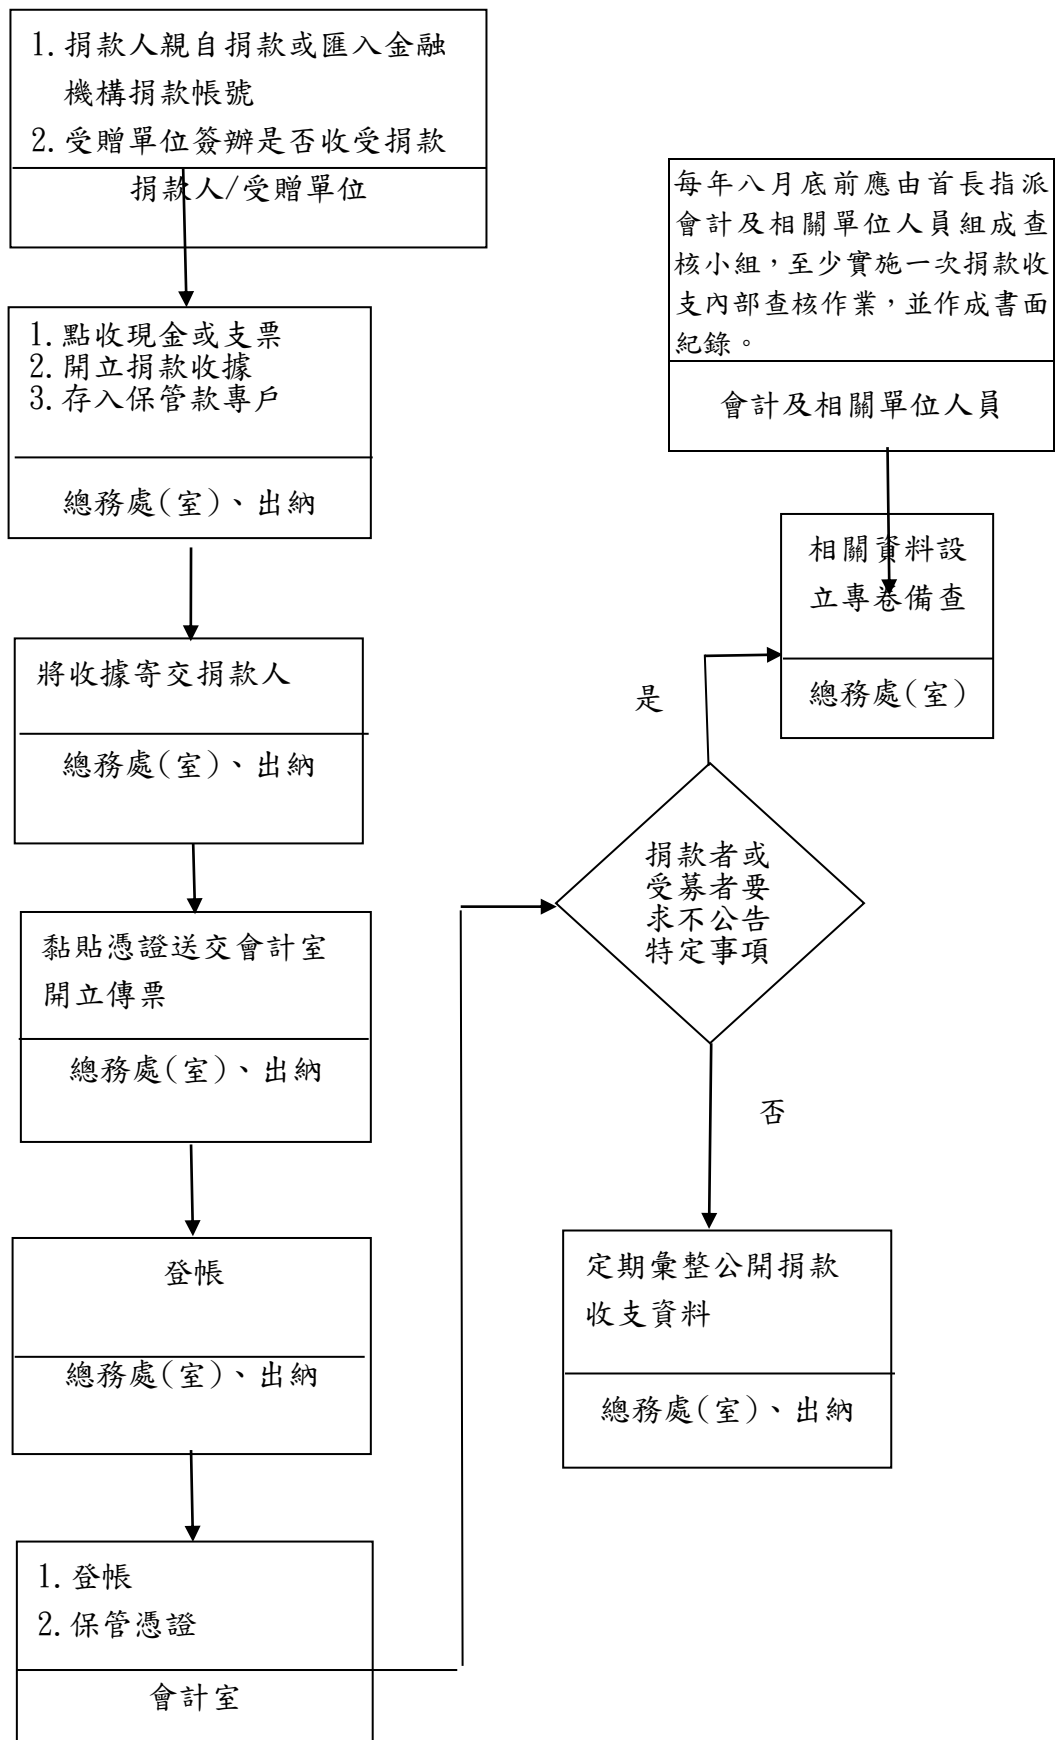 1.捐款人親自捐款或匯入金融
機構捐款帳號
2.受贈單位簽辦是否收受捐款
捐款人/受贈單位
1.點收現金或支票
2.開立捐款收據
3.存入保管款專戶
總務處(室)、出納
將收據寄交捐款人
總務處(室)、出納
黏貼憑證送交會計室
開立傳票
總務處(室)、出納
登帳
總務處(室)、出納
1.登帳
2.保管憑證
會計室
每年八月底前應由首長指派
會計及相關單位人員組成查
核小組，至少實施一次捐款收
支內部查核作業，並作成書面
紀錄。
會計及相關單位人員
相關資料設
立專卷備查
總務處(室)
是
捐款者或
受募者要
求不公告
特定事項
否
定期彙整公開捐款
收支資料
總務處(室)、出納